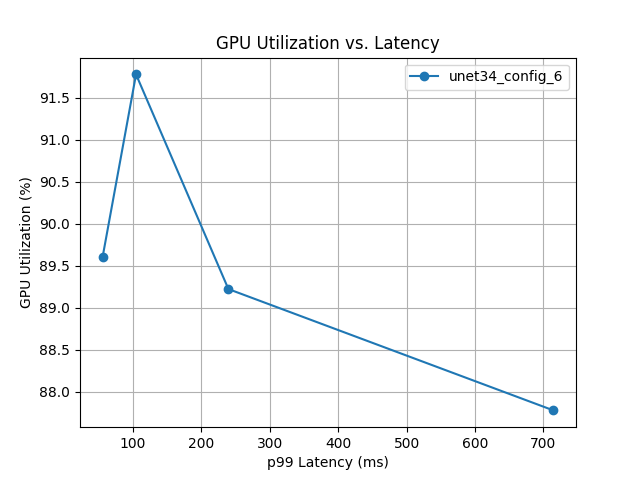 GPU Utilization vs. Latency
unet34_config_6
GPU Utilization (%)
91.5
91.0
90.5
90.0
89.5
89.0
88.5
88.0
100 200 300 400 500 600 700
p99 Latency (ms)